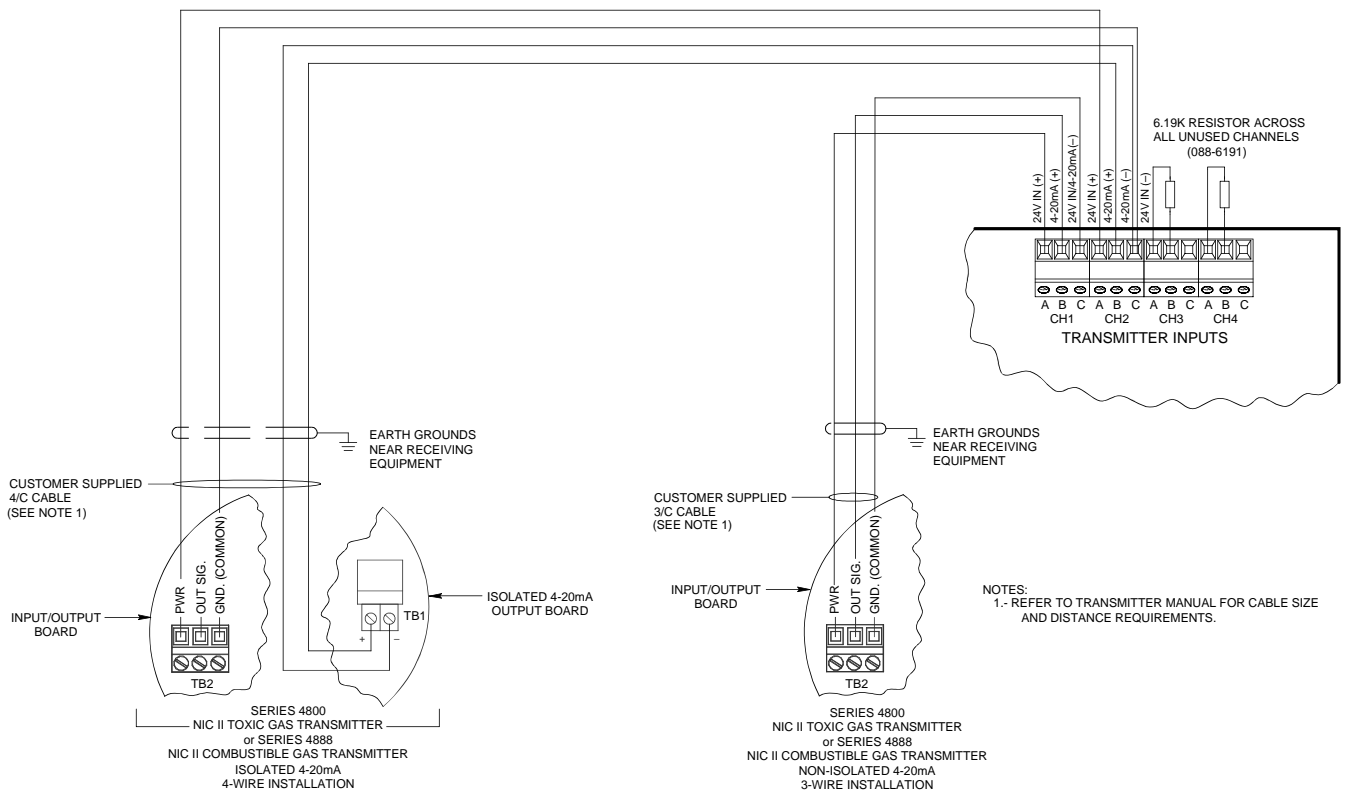 6.19K RESISTOR ACROSS
ALL UNUSED CHANNELS
(088-6191)
24V IN (+)
4-20mA (+)
24V IN/4-20mA (–)
24V IN (+)
4-20mA (+)
4-20mA (–)
24V IN (–)
A B C A B C A B C A B C
CH1 CH2 CH3 CH4
TRANSMITTER INPUTS
EARTH GROUNDS
NEAR RECEIVING
EQUIPMENT
CUSTOMER SUPPLIED
4/C CABLE
(SEE NOTE 1)
INPUT/OUTPUT
BOARD
PWR
OUT SIG.
GND. (COMMON)
TB2
TB1
+ –
ISOLATED 4-20mA
OUTPUT BOARD
SERIES 4800
NIC II TOXIC GAS TRANSMITTER
or SERIES 4888
NIC II COMBUSTIBLE GAS TRANSMITTER
ISOLATED 4-20mA
4-WIRE INSTALLATION
EARTH GROUNDS
NEAR RECEIVING
EQUIPMENT
CUSTOMER SUPPLIED
3/C CABLE
(SEE NOTE 1)
INPUT/OUTPUT
BOARD
PWR
OUT SIG.
GND. (COMMON)
TB2
SERIES 4800
NIC II TOXIC GAS TRANSMITTER
or SERIES 4888
NIC II COMBUSTIBLE GAS TRANSMITTER
NON-ISOLATED 4-20mA
3-WIRE INSTALLATION
NOTES:
1.- REFER TO TRANSMITTER MANUAL FOR CABLE SIZE
AND DISTANCE REQUIREMENTS.